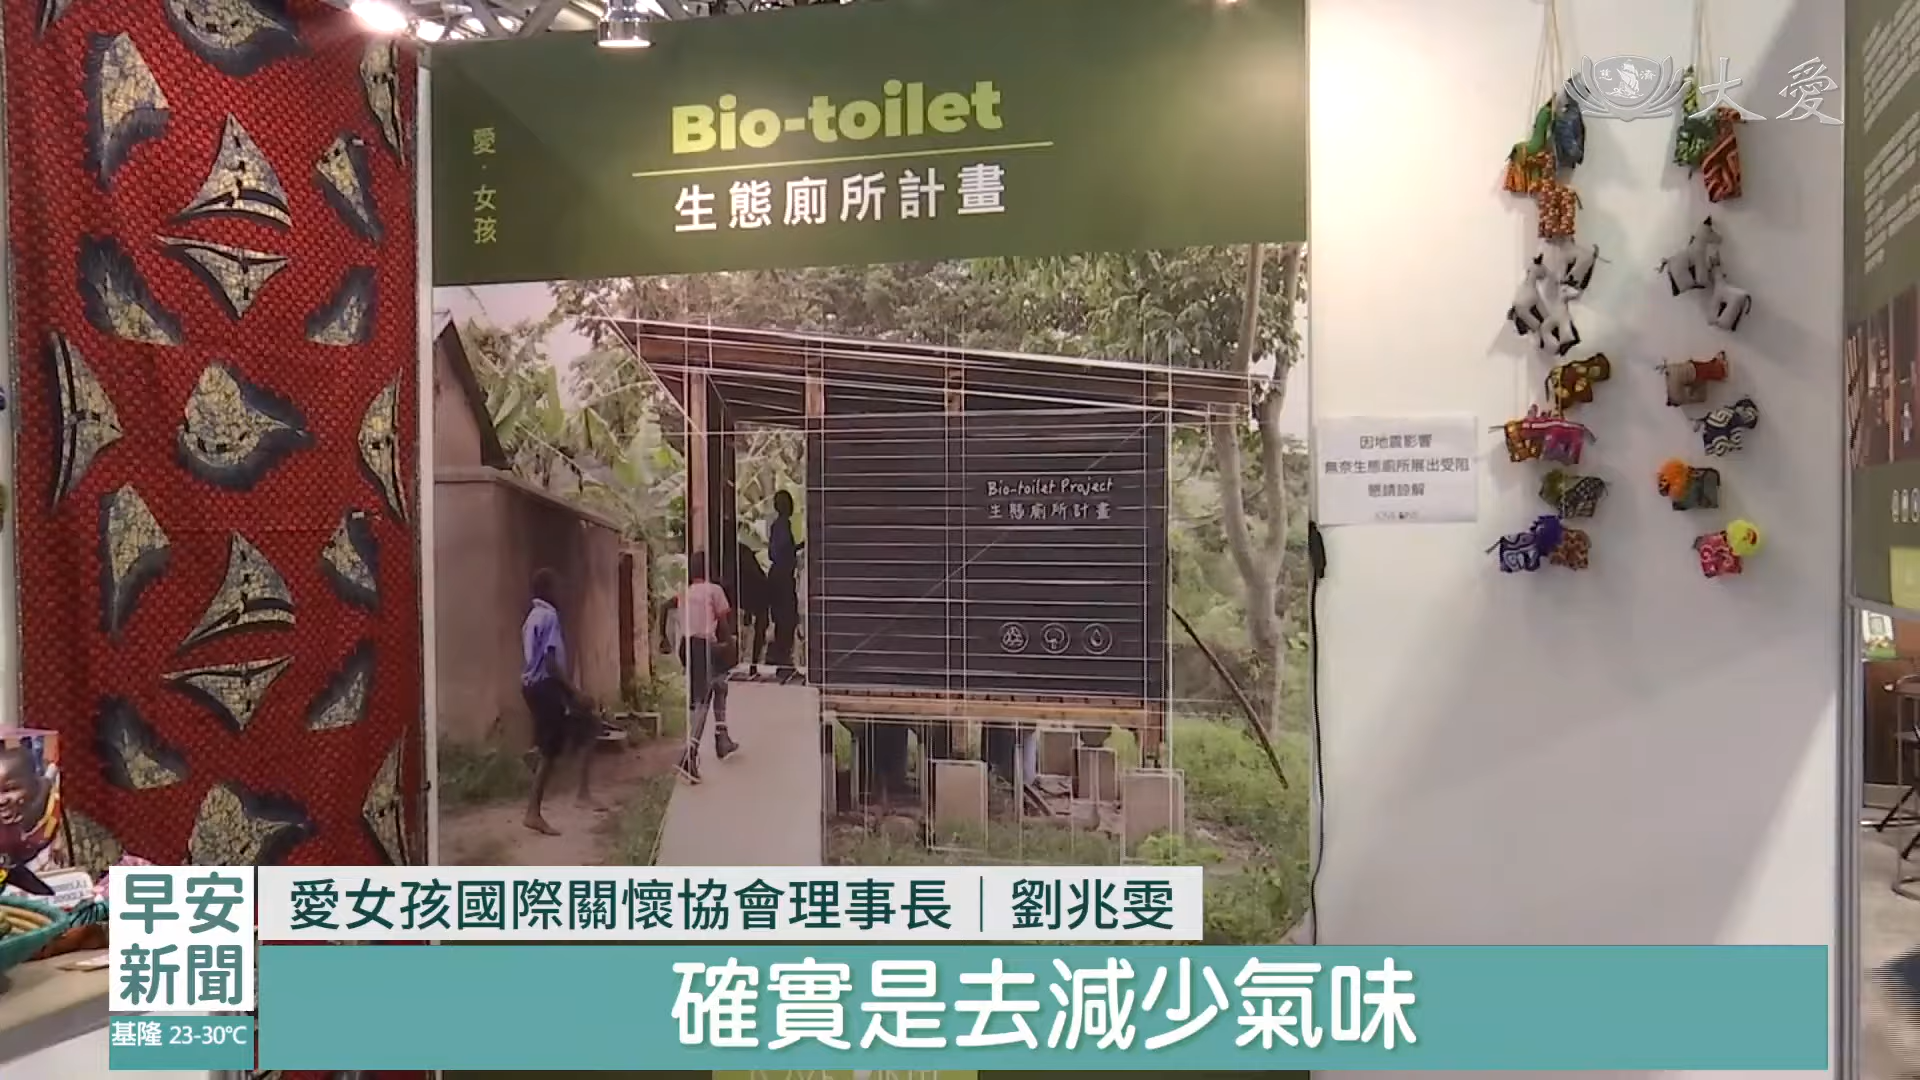 Bio-toilet
生態廁所計畫
愛·女孩
慈濟
大愛
Bio-toilet Project
生態廁所計畫
因地震影響
無奈生態廁所展出受阻
懇請諒解
愛女孩國際關懷協會理事長｜劉兆雯
早安
新聞
確實是去減少氣味
基隆 23-30℃